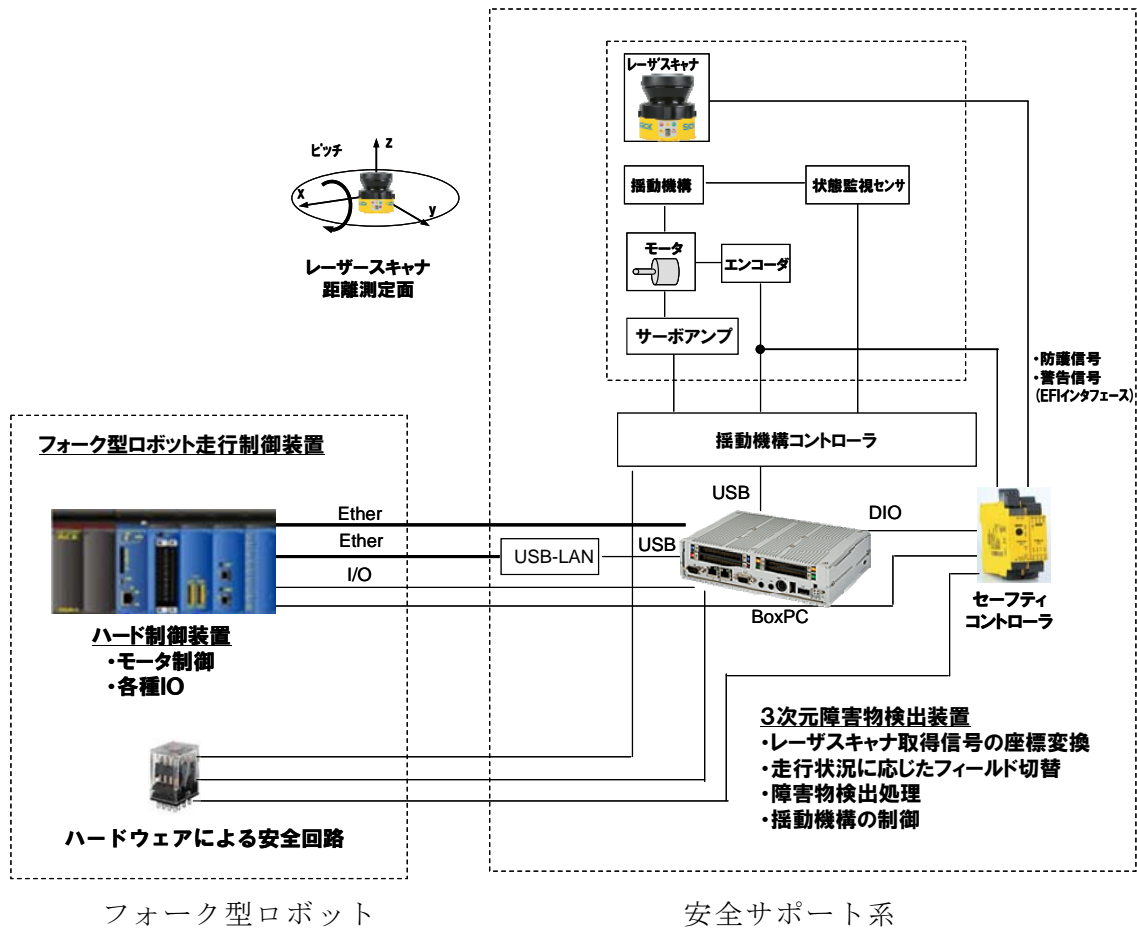 レーザスキャナ
ピッチ
z
x
y
レーザースキャナ
距離測定面
揺動機構
状態監視センサ
モータ
エンコーダ
サーボアンプ
・防護信号
・警告信号
(EFIインタフェース)
揺動機構コントローラ
フォーク型ロボット走行制御装置
USB
DIO
Ether
Ether
USB-LAN
USB
I/O
BoxPC
セーフティ
コントローラ
ハード制御装置
・モータ制御
・各種IO
3次元障害物検出装置
・レーザスキャナ取得信号の座標変換
・走行状況に応じたフィールド切替
・障害物検出処理
・揺動機構の制御
ハードウェアによる安全回路
フォーク型ロボット
安全サポート系